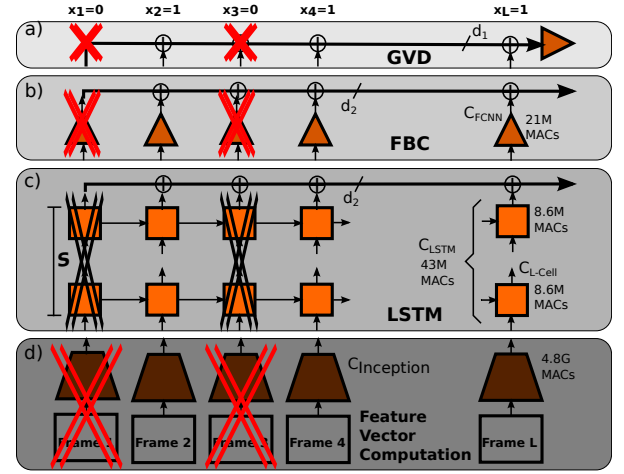 x1=0 x2=1 x3=0 x4=1 xL=1
a)
d1
GVD
b)
d2
CFCNN
21M
MACs
FBC
c)
d2
S
8.6M
MACs
CLSTM
43M
MACs
CL-Cell
8.6M
MACs
LSTM
d)
CInception
4.8G
MACs
Feature
Vector
Computation
Frame 2
Frame 4
Frame L